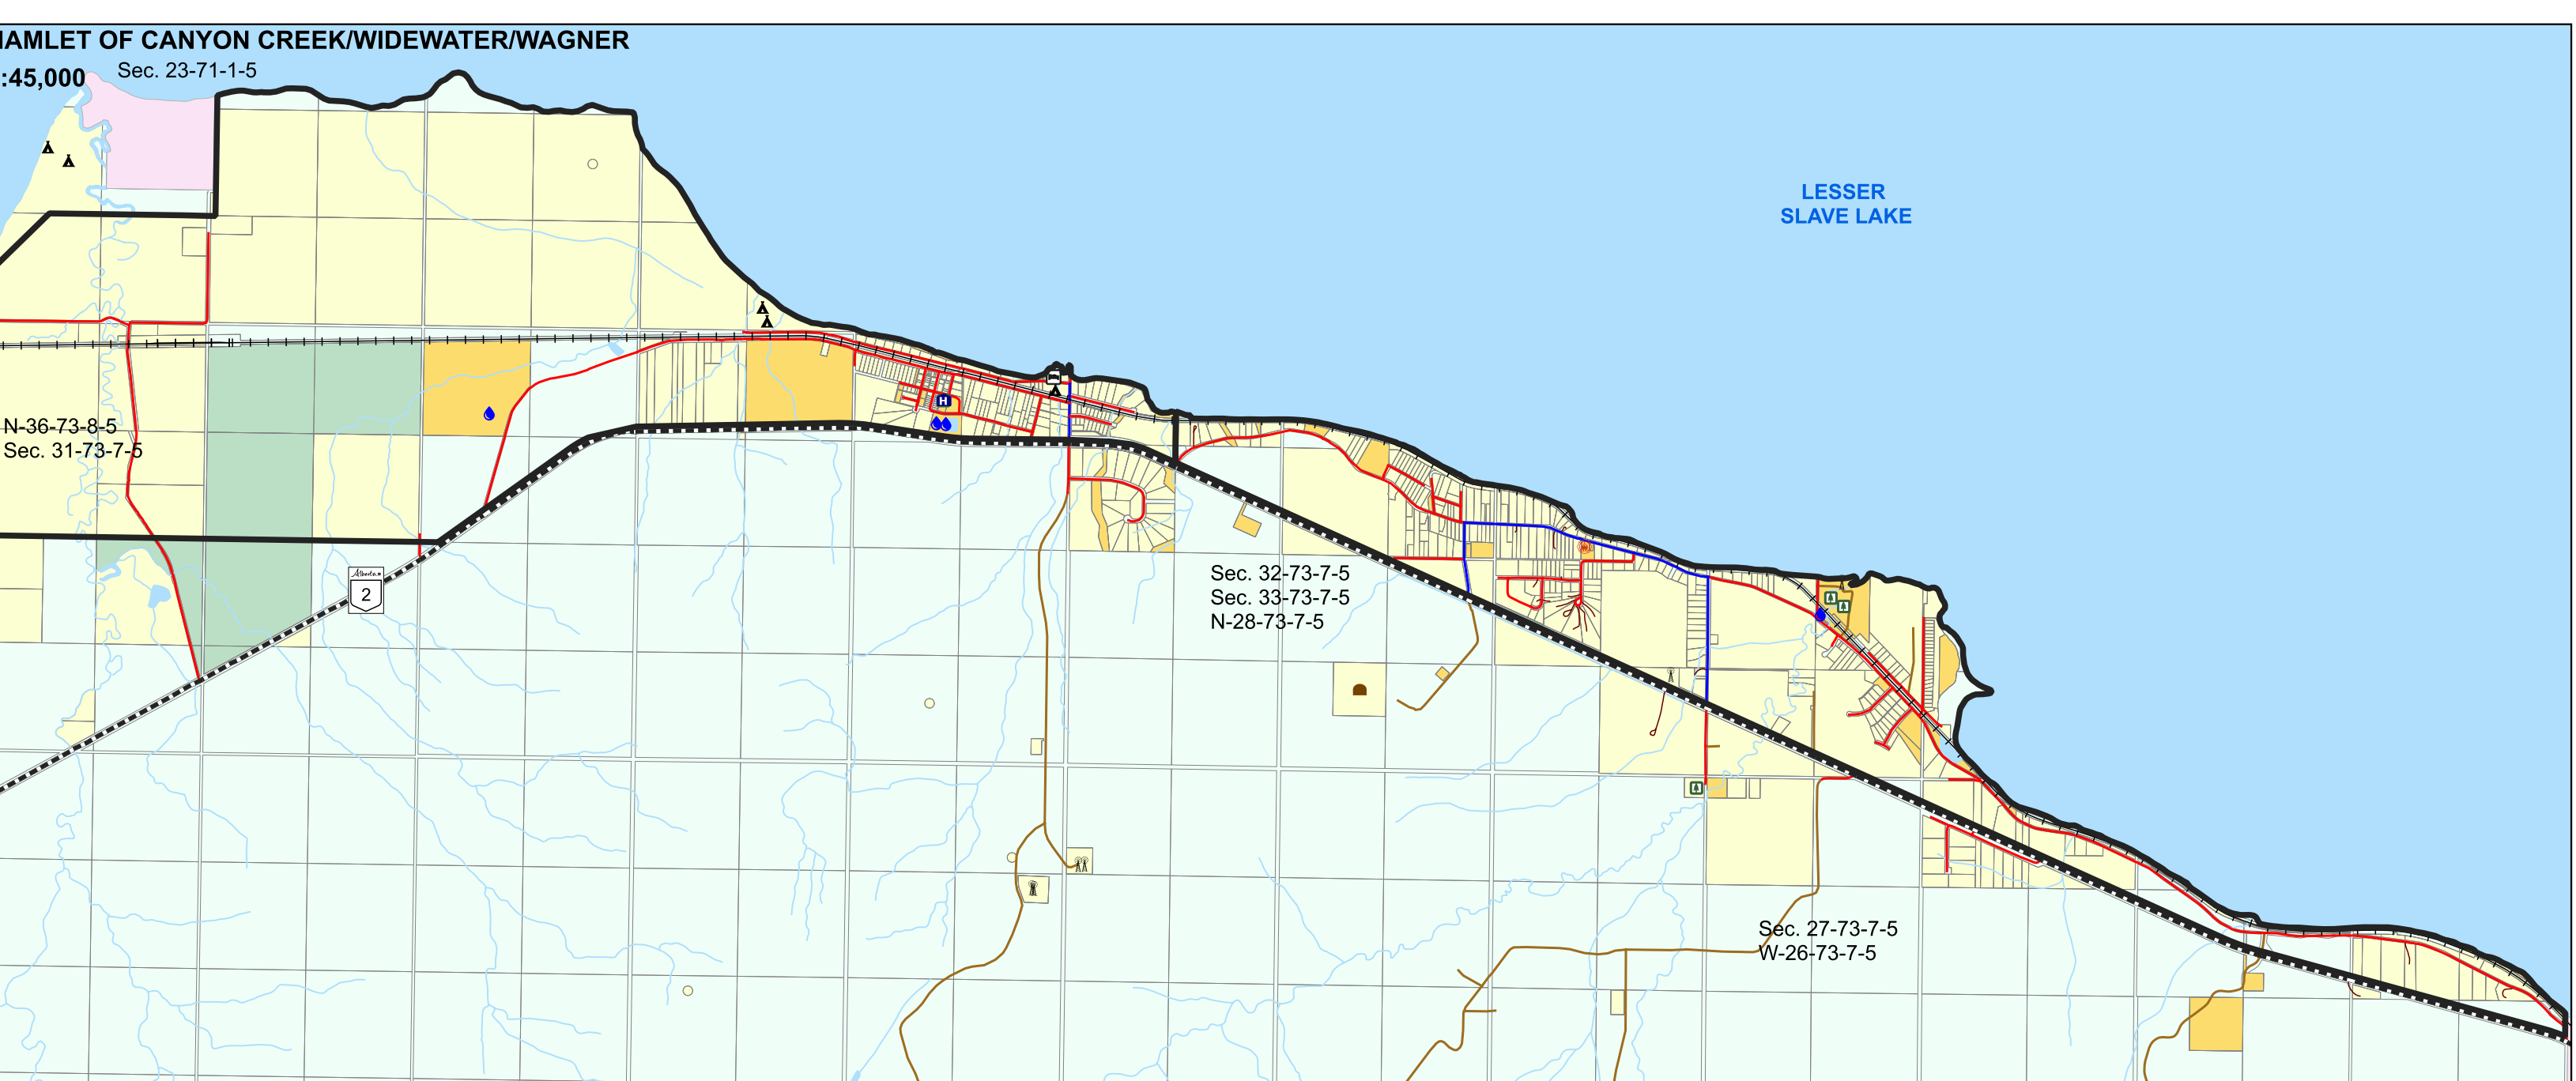 HAMLET OF CANYON CREEK/WIDEWATER/WAGNER
:45,000
Sec. 23-71-1-5
LESSER
SLAVE LAKE
H
N-36-73-8-5
Sec. 31-73-7-5
Alberta
2
Sec. 32-73-7-5
Sec. 33-73-7-5
N-28-73-7-5
Sec. 27-73-7-5
W-26-73-7-5